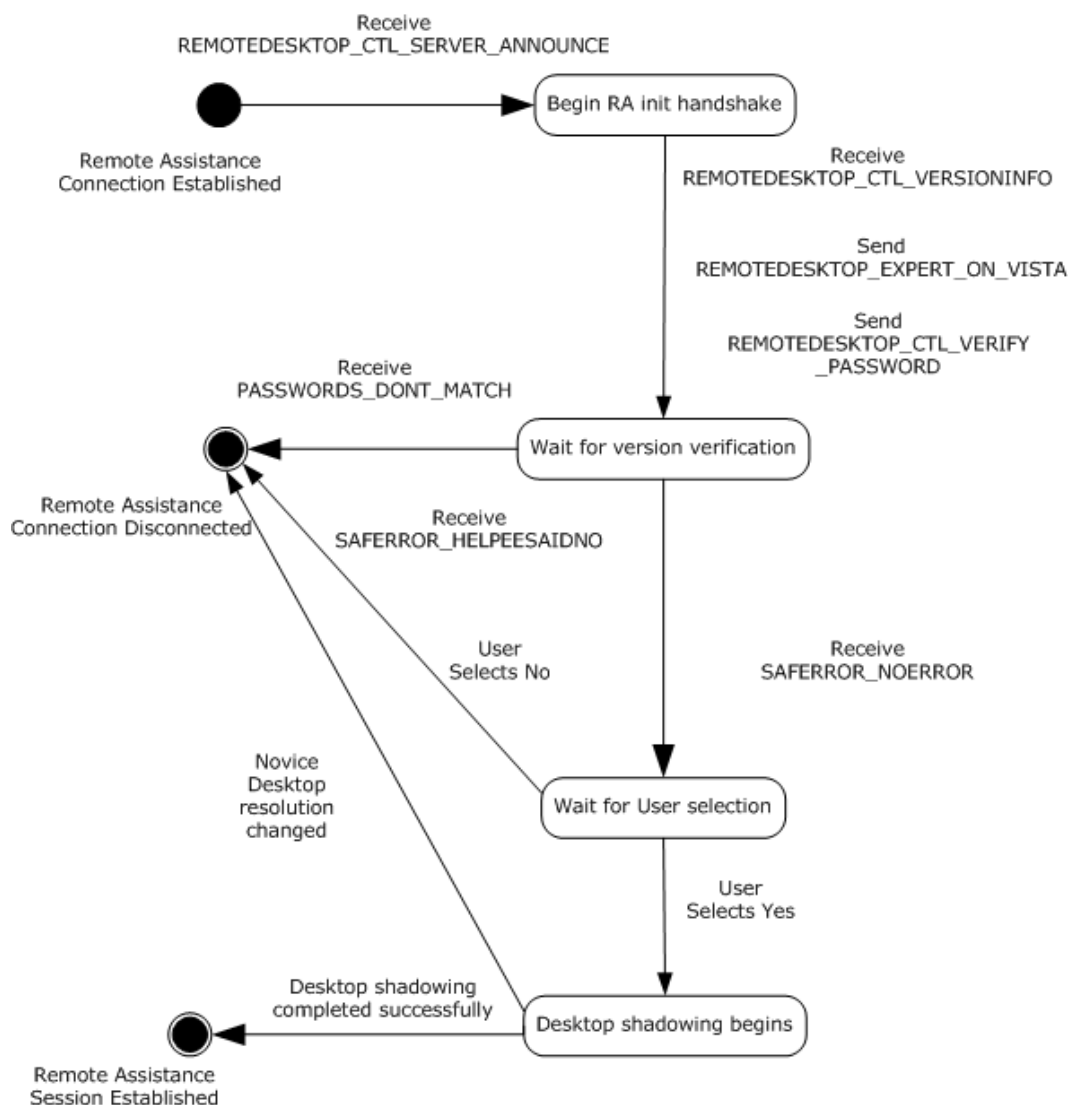 Receive
REMOTEDESKTOP_CTL_SERVER_ANNOUNCE
Begin RA init handshake
Remote Assistance
Connection Established
Receive
REMOTEDESKTOP_CTL_VERSIONINFO
Send
REMOTEDESKTOP_EXPERT_ON_VISTA
Send
REMOTEDESKTOP_CTL_VERIFY
_PASSWORD
Receive
PASSWORDS_DONT_MATCH
Wait for version verification
Remote Assistance
Connection Disconnected
Receive
SAFERROR_HELPEESAIDNO
User
Selects No
Receive
SAFERROR_NOERROR
Novice
Desktop
resolution
changed
Wait for User selection
User
Selects Yes
Desktop shadowing
completed successfully
Desktop shadowing begins
Remote Assistance
Session Established